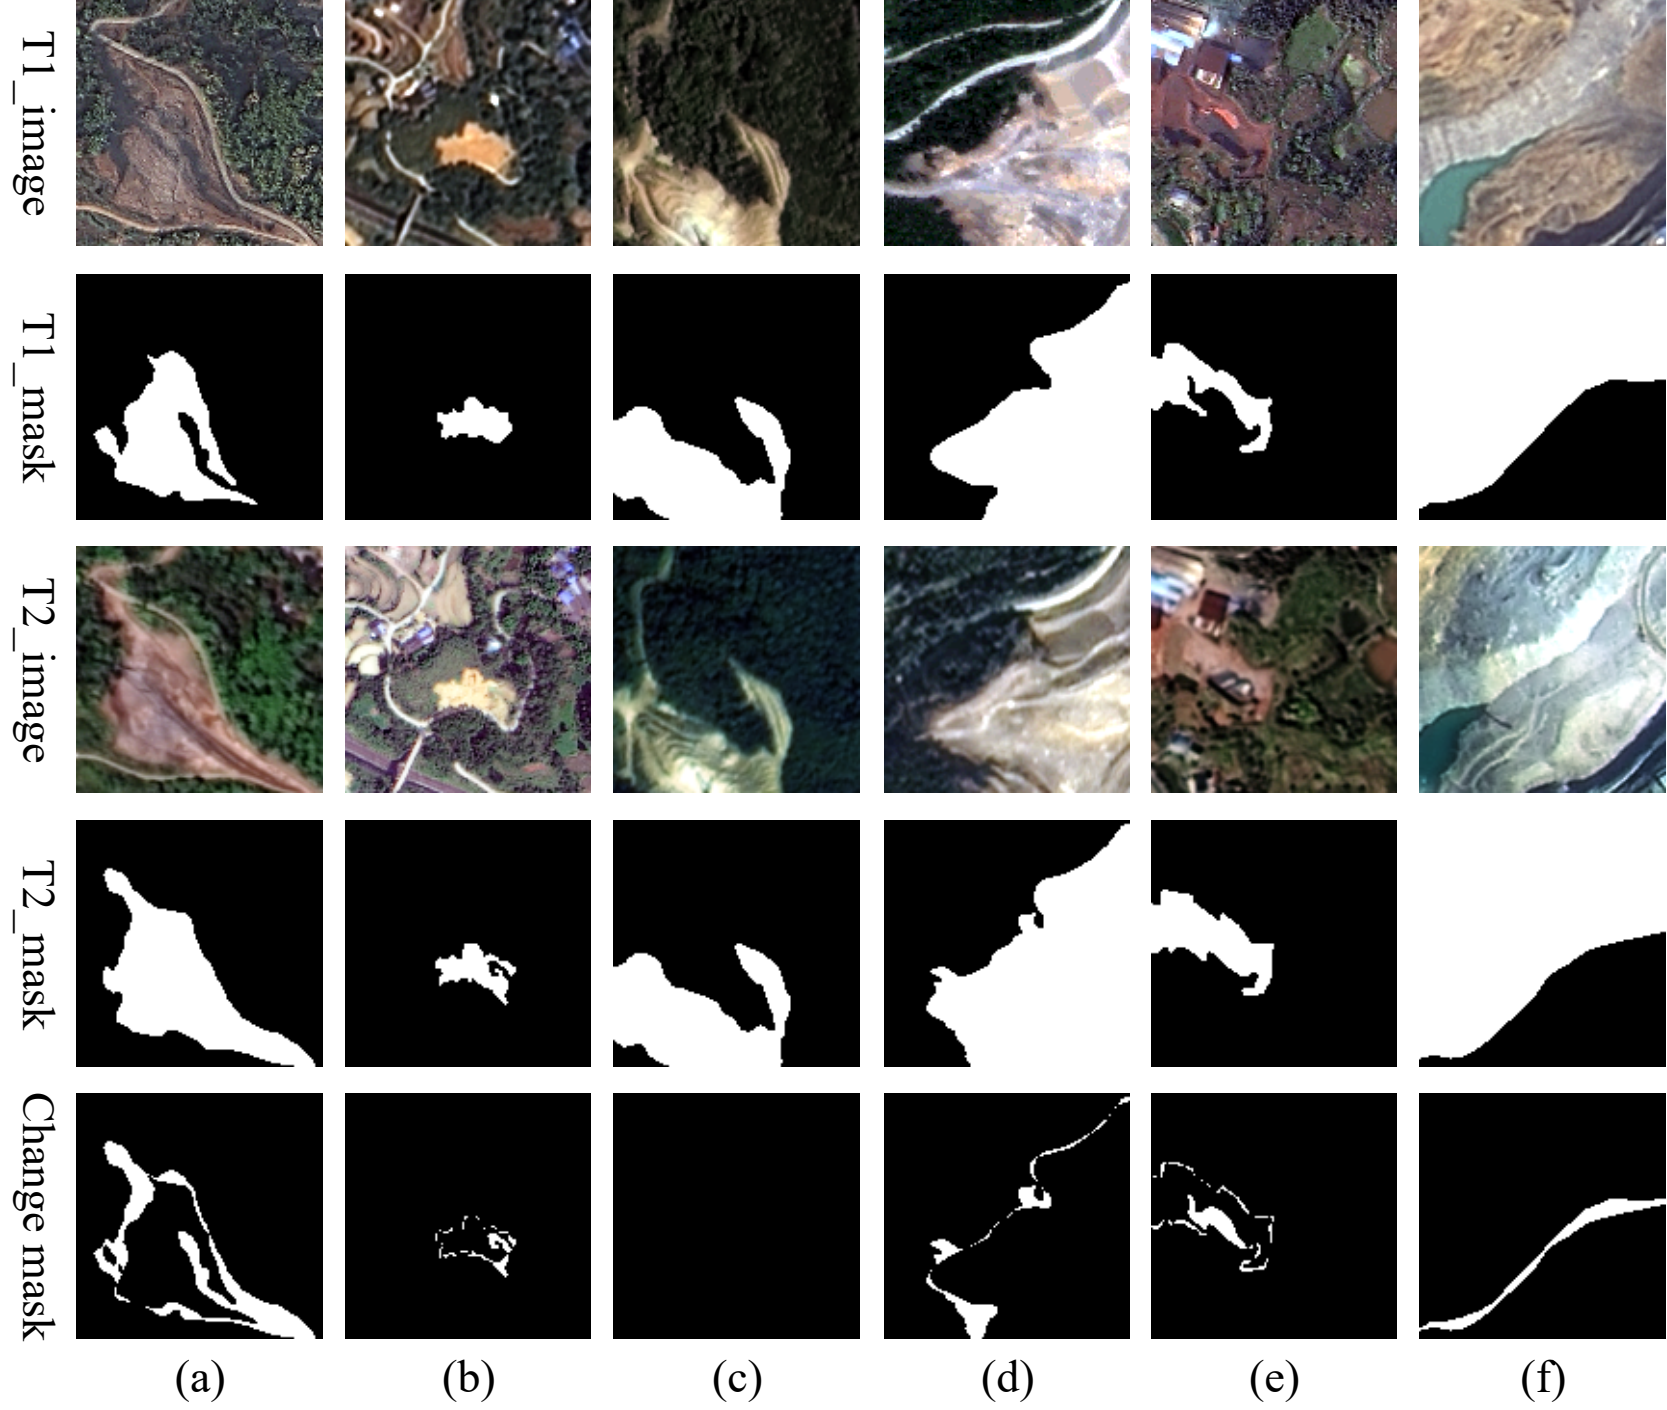 T1_image
T1_mask
T2_image
T2_mask
Change mask
(a) (b) (c) (d) (e) (f)